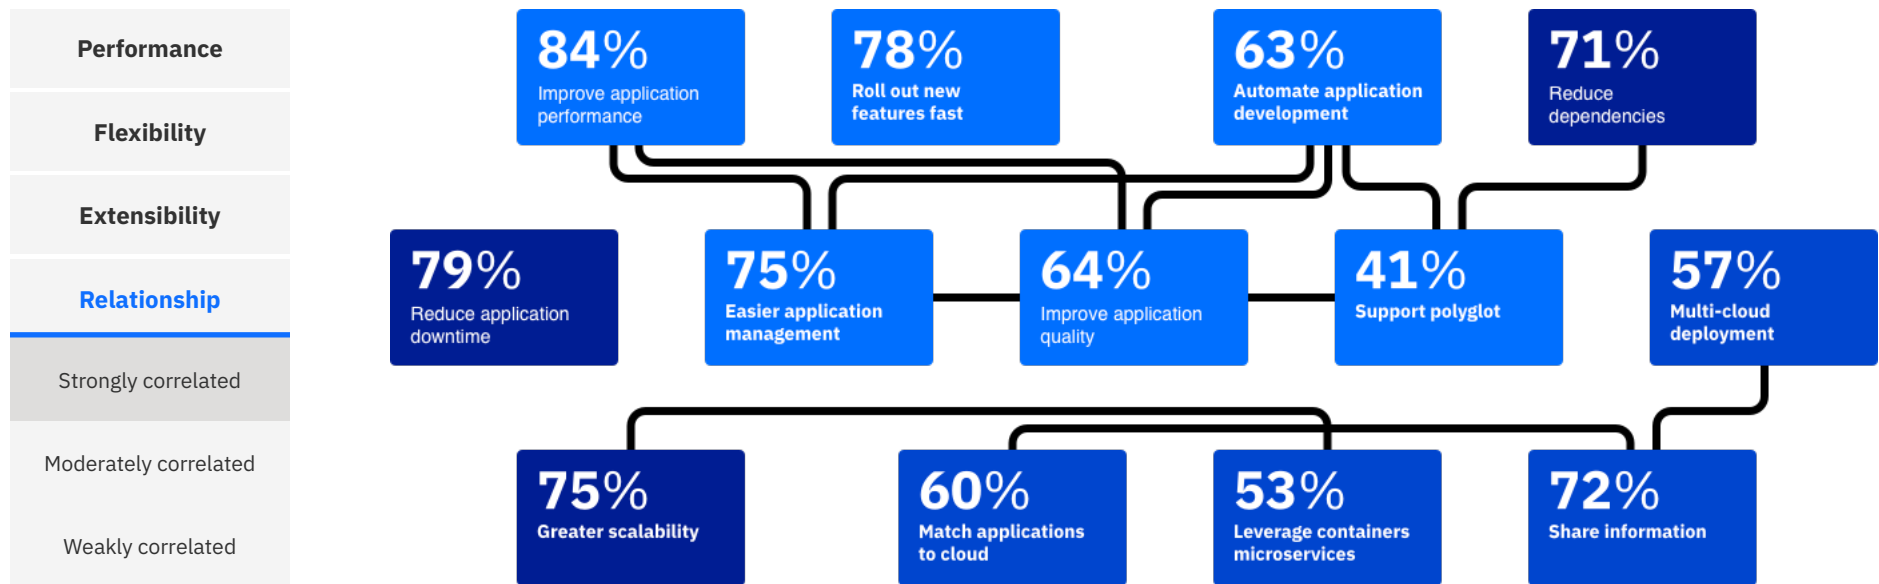 Performance
Flexibility
Extensibility
Relationship
Strongly correlated
Moderately correlated
Weakly correlated
84%
Improve application
performance
78%
Roll out new
features fast
63%
Automate application
development
71%
Reduce
dependencies
79%
Reduce application
downtime
75%
Easier application
management
64%
Improve application
quality
41%
Support polyglot
57%
Multi-cloud
deployment
75%
Greater scalability
60%
Match applications
to cloud
53%
Leverage containers
microservices
72%
Share information